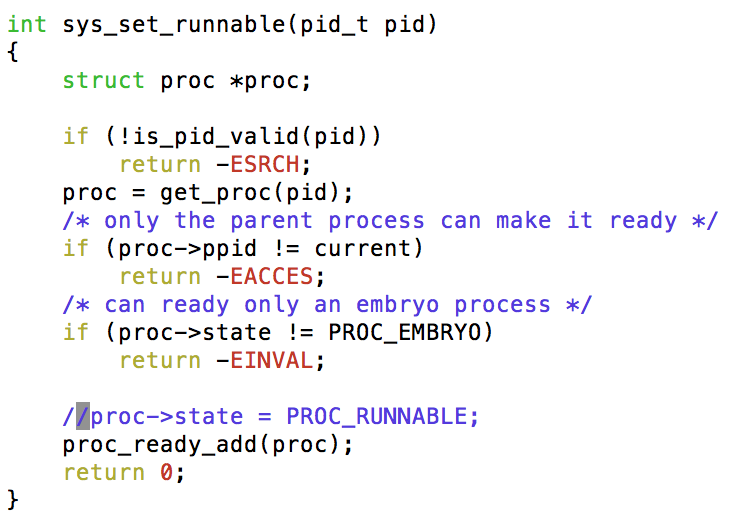 int sys_set_runnable(pid_t pid)
{
    struct proc *proc;

    if (!is_pid_valid(pid))
        return -ESRCH;
    proc = get_proc(pid);
    /* only the parent process can make it ready */
    if (proc->ppid != current)
        return -EACCES;
    /* can ready only an embryo process */
    if (proc->state != PROC_EMBRYO)
        return -EINVAL;

    //proc->state = PROC_RUNNABLE;
    proc_ready_add(proc);
    return 0;
}